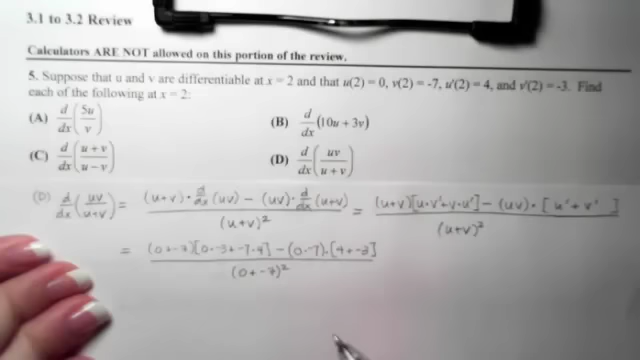 3.1 to 3.2 Review
Calculators ARE NOT allowed on this portion of the review.
5. Suppose that u and v are differentiable at x = 2 and that u(2) = 0, v(2) = -7, u'(2) = 4, and v'(2) = -3. Find
each of the following at x = 2:
(A) d/dx (5u/v)
(B) d/dx (10u + 3v)
(C) d/dx ((u + v)/(u - v))
(D) d/dx (uv/(u + v))
(D) d/dx (uv/(u+v)) = ((u+v) · d/dx (uv) - (uv) · d/dx (u+v))/(u+v)² = ((u+v)[u·v'+v·u'] - (uv)·[u'+v'])/(u+v)²
= ((0+-7)[0·-3+-7·4] - (0·-7)·[4+-3])/(0+-7)²